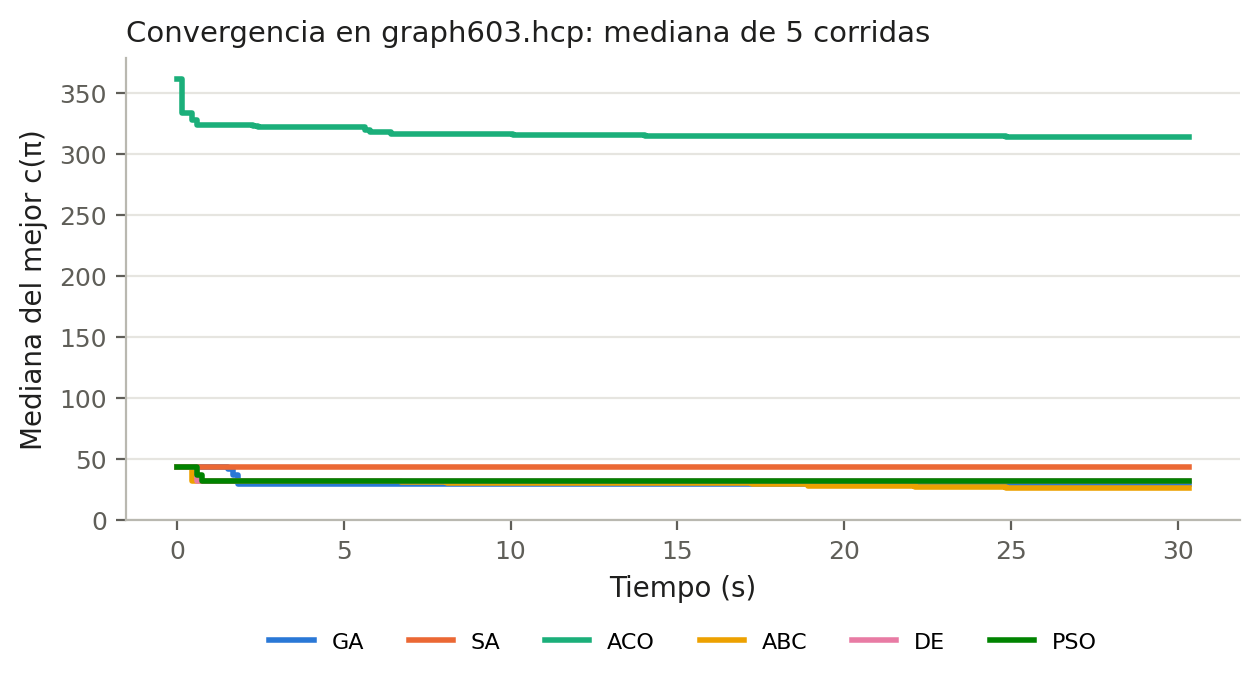 Convergencia en graph603.hcp: mediana de 5 corridas
Mediana del mejor c(π)
350
300
250
200
150
100
50
0
0 5 10 15 20 25 30
Tiempo (s)
GA SA ACO ABC DE PSO